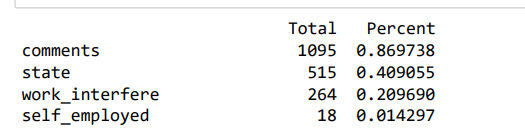 Total Percent
comments 1095 0.869738
state 515 0.409055
work_interfere 264 0.209690
self_employed 18 0.014297